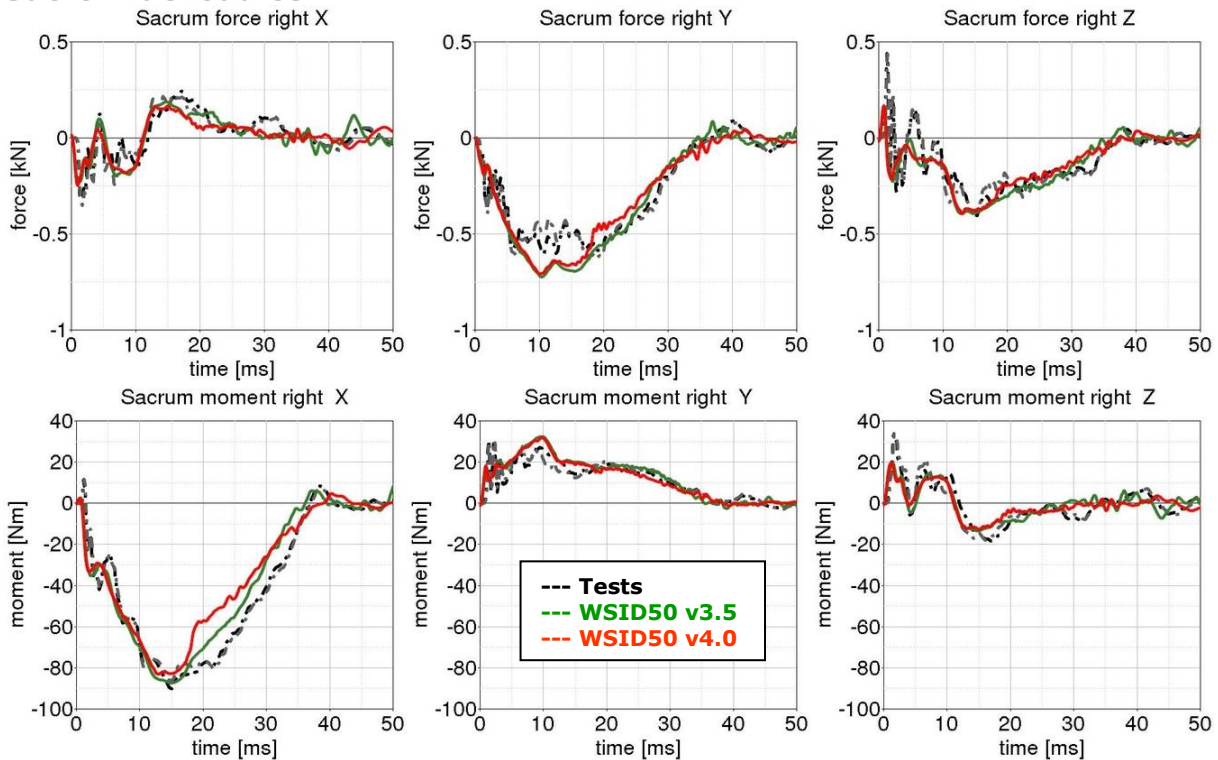 Sacrum force right X
Sacrum force right Y
Sacrum force right Z
0.5
0
-0.5
-1
force [kN]
0 10 20 30 40 50
time [ms]
0.5
0
-0.5
-1
force [kN]
0 10 20 30 40 50
time [ms]
0.5
0
-0.5
-1
force [kN]
0 10 20 30 40 50
time [ms]
Sacrum moment right X
Sacrum moment right Y
Sacrum moment right Z
40
20
0
-20
-40
-60
-80
-100
moment [Nm]
0 10 20 30 40 50
time [ms]
40
20
0
-20
-40
-60
-80
-100
moment [Nm]
0 10 20 30 40 50
time [ms]
--- Tests
--- WSID50 v3.5
--- WSID50 v4.0
40
20
0
-20
-40
-60
-80
-100
moment [Nm]
0 10 20 30 40 50
time [ms]